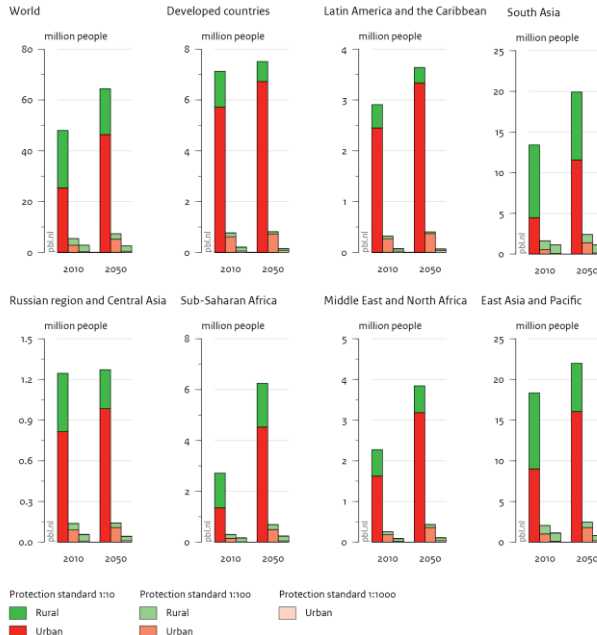 World
Developed countries
Latin America and the Caribbean
South Asia
million people
million people
million people
million people
80
60
40
20
0
8
6
4
2
0
4
3
2
1
0
25
20
15
10
5
0
pbl.nl
pbl.nl
pbl.nl
pbl.nl
2010 2050
2010 2050
2010 2050
2010 2050
Russian region and Central Asia
Sub-Saharan Africa
Middle East and North Africa
East Asia and Pacific
million people
million people
million people
million people
1.5
1.2
0.9
0.6
0.3
0.0
8
6
4
2
0
5
4
3
2
1
0
25
20
15
10
5
0
pbl.nl
pbl.nl
pbl.nl
pbl.nl
2010 2050
2010 2050
2010 2050
2010 2050
Protection standard 1:10
Rural
Urban
Protection standard 1:100
Rural
Urban
Protection standard 1:1000
Urban